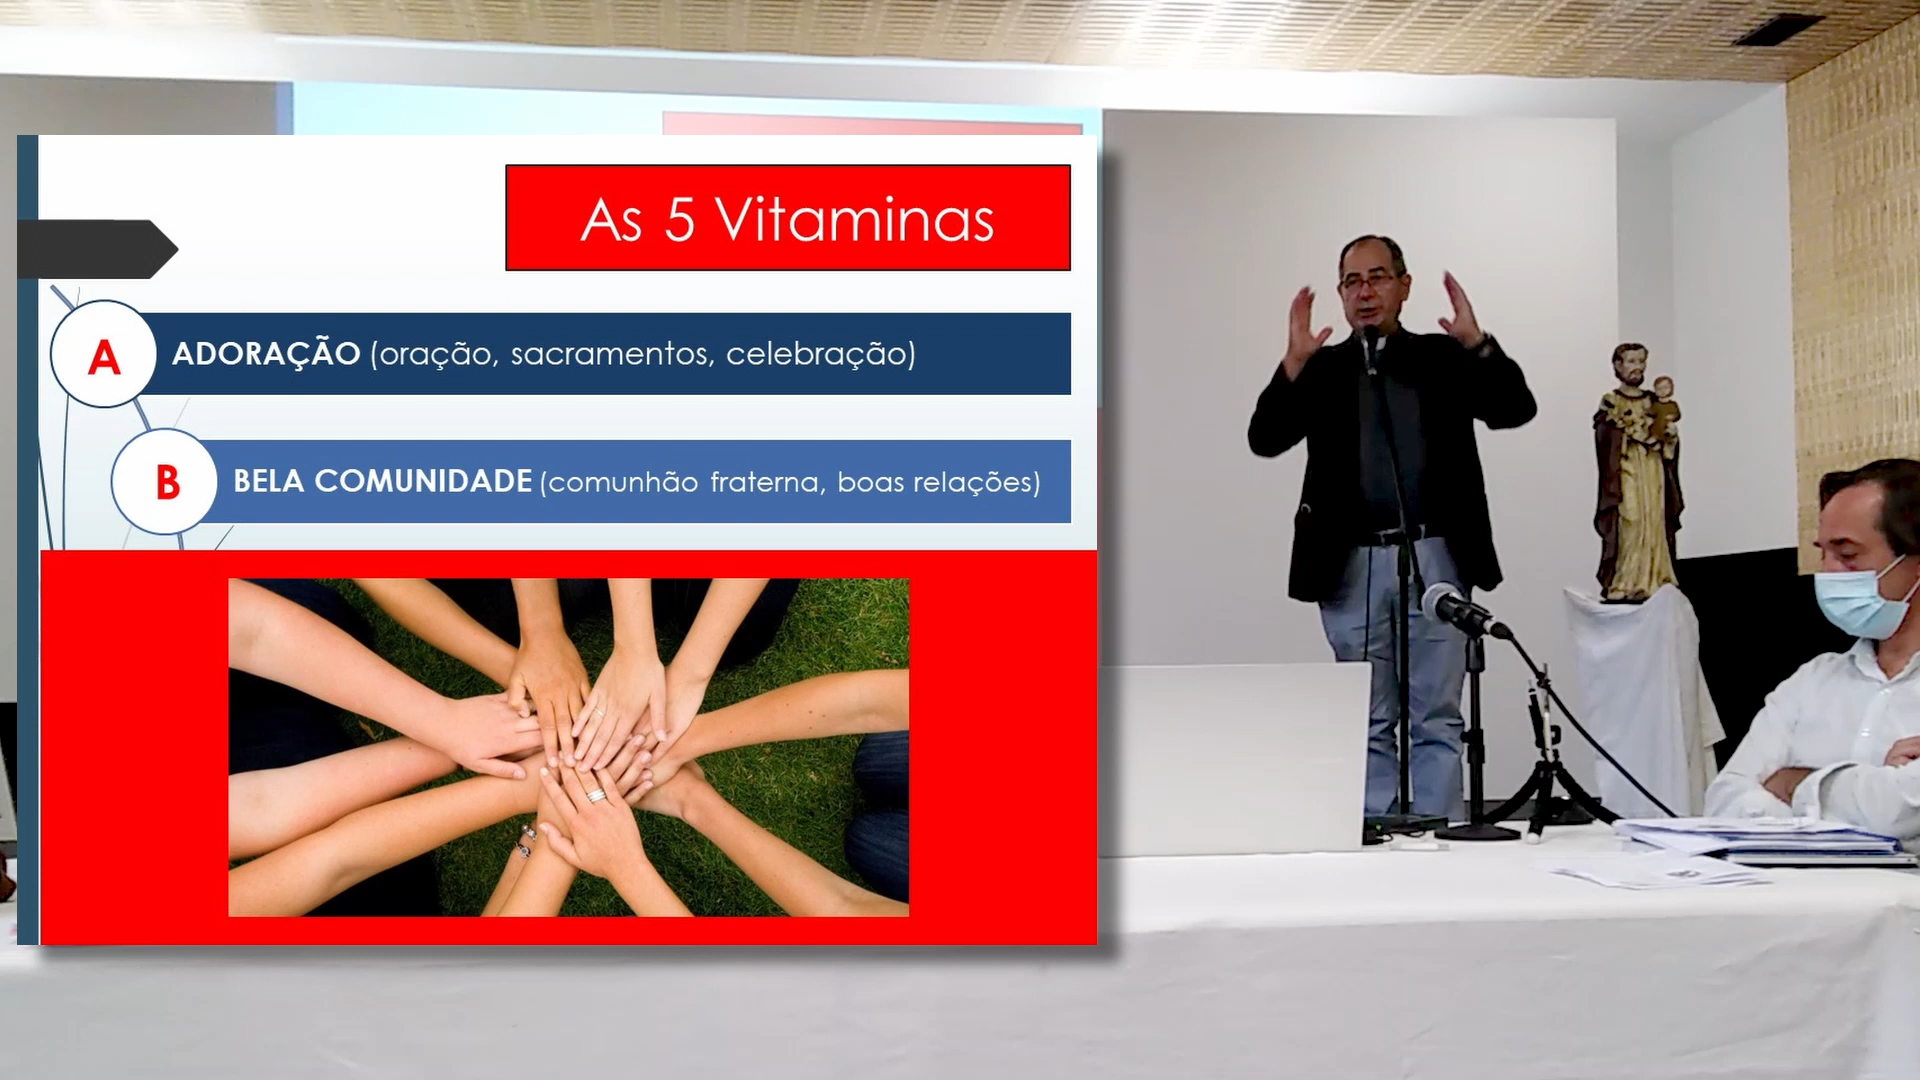 As 5 Vitaminas
A
ADORAÇÃO (oração, sacramentos, celebração)
B
BELA COMUNIDADE (comunhão fraterna, boas relações)